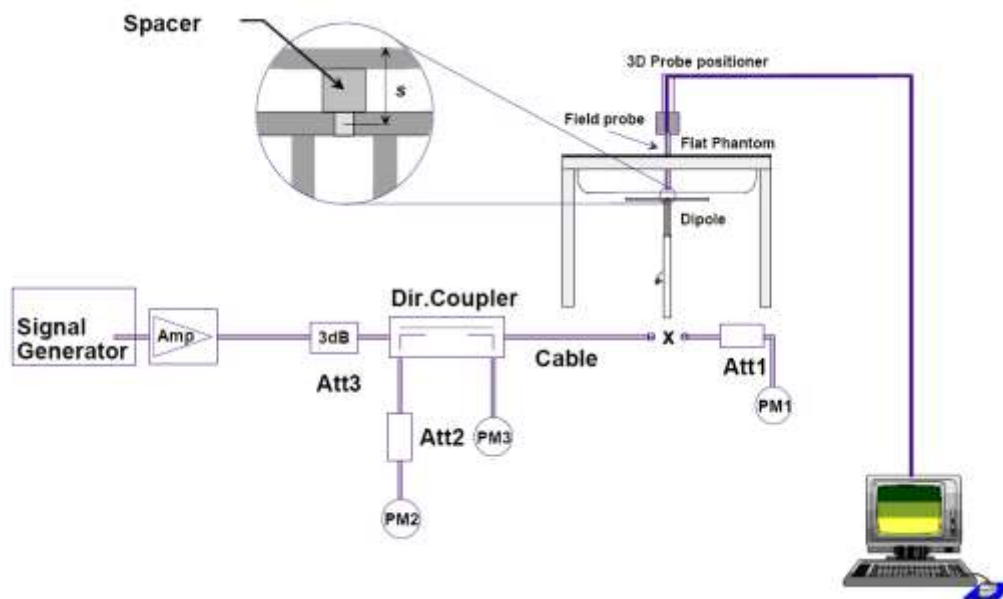 Spacer
s
3D Probe positioner
Field probe
Flat Phantom
Dipole
Signal
Generator
Amp
3dB
Att3
Dir.Coupler
Cable
x
Att1
PM1
Att2
PM3
PM2